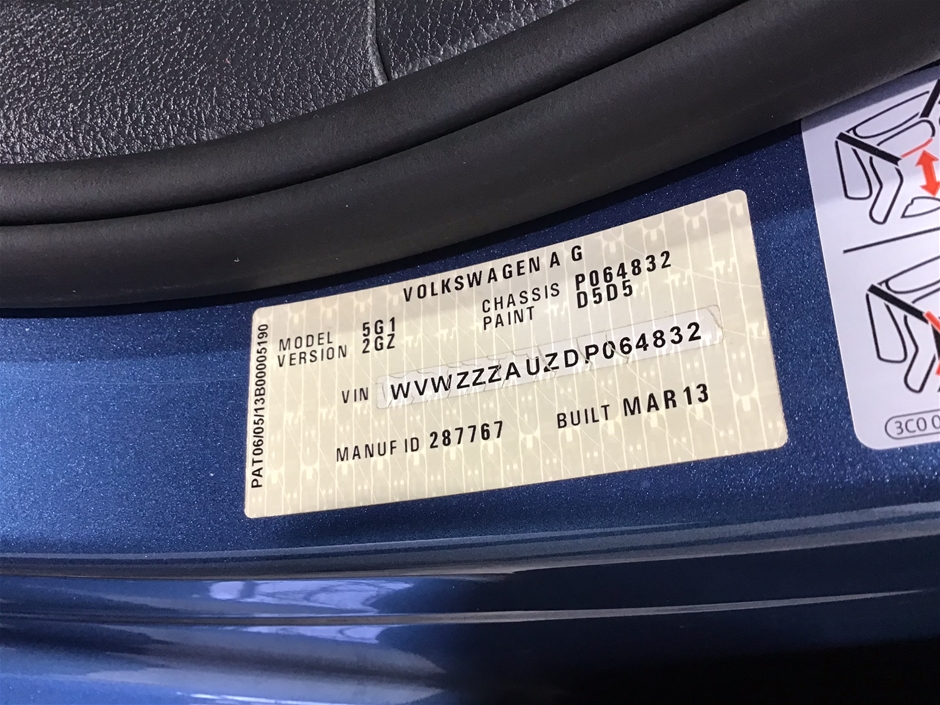 VOLKSWAGEN A G
MODEL 5G1 CHASSIS P064832
VERSION 2GZ PAINT D5D5
VIN WVWZZZAUZDP064832
MANUF ID 287767 BUILT MAR13
PAT06/05/13B00005190
3C0 0